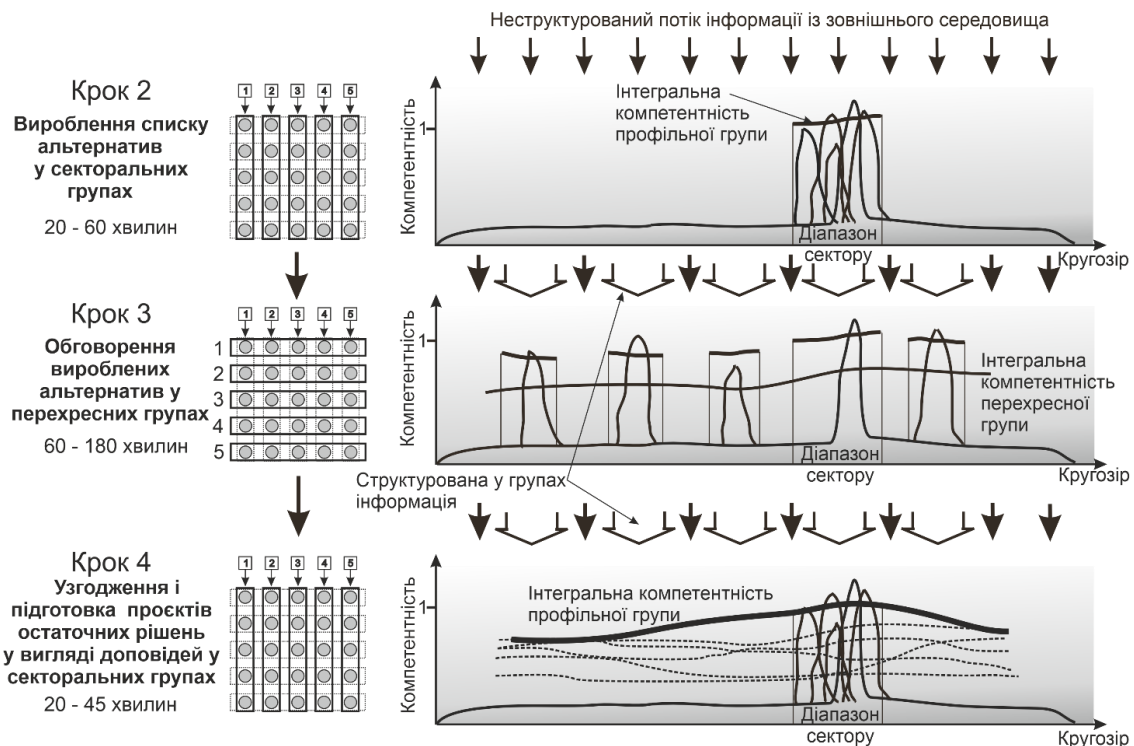 Неструктурований потік інформації із зовнішнього середовища
Крок 2
Вироблення списку
альтернатив
у секторальних
групах
20 - 60 хвилин
1 2 3 4 5
Компетентність
1
Інтегральна
компетентність
профільної групи
Діапазон
сектору
Кругозір
Крок 3
Обговорення
вироблених
альтернатив у
перехресних групах
60 - 180 хвилин
1 2 3 4 5
1
2
3
4
5
Компетентність
1
Інтегральна
компетентність
перехресної
групи
Діапазон
сектору
Кругозір
Структурована у групах
інформація
Крок 4
Узгодження і
підготовка проєктів
остаточних рішень
у вигляді доповідей у
секторальних групах
20 - 45 хвилин
1 2 3 4 5
Компетентність
1
Інтегральна компетентність
профільної групи
Діапазон
сектору
Кругозір